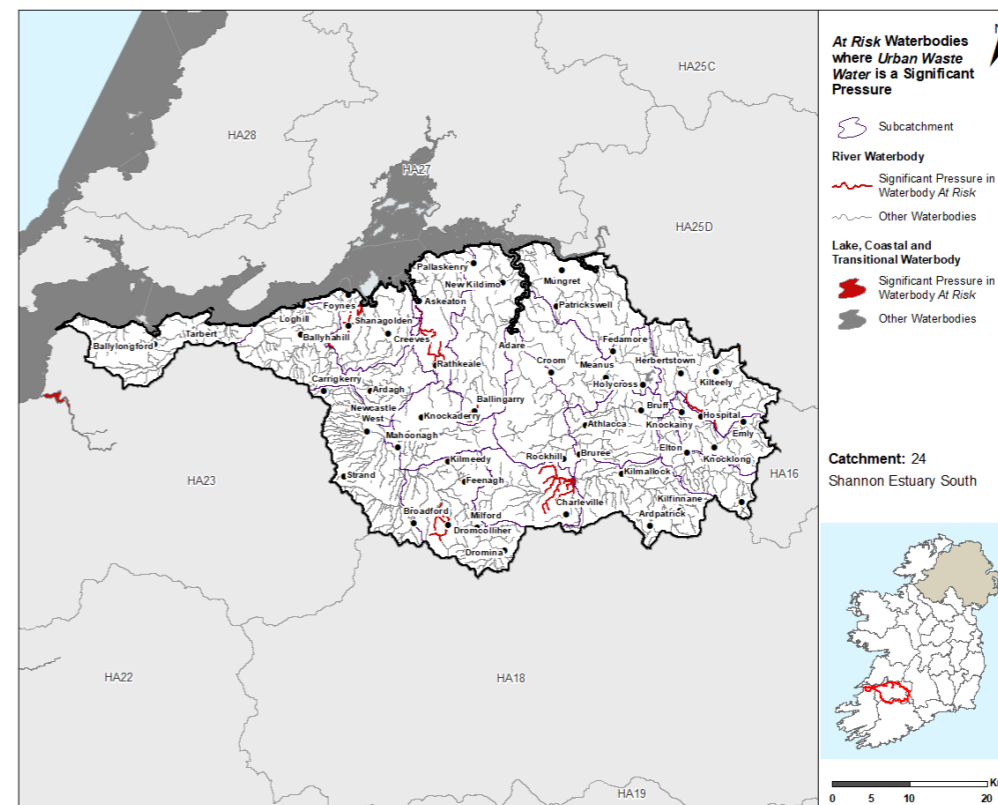 HA25C
HA28
HA27
HA25D
Pallaskenry
New Kildimo
Mungret
Askeaton
Patrickswell
Foynes
Loghill
Shanagolden
Tarbert
Ballylongford
Ballyhahill
Creeves
Adare
Fedamore
Rathkeale
Croom
Meanus
Herbertstown
Holycross
Kilteely
Carrigkerry
Ardagh
Ballingarry
Newcastle
West
Knockaderry
Bruff
Hospital
Athlacca
Knockainy
Emly
Mahoonagh
Rockhill
Bruree
Elton
Knocklong
Kilmeedy
Strand
Feenagh
Kilmallock
HA16
HA23
Charleville
Kilfinnane
Broadford
Milford
Ardpatrick
Dromcolliher
Dromina
HA22
HA18
HA19
At Risk Waterbodies
where Urban Waste
Water is a Significant
Pressure
Subcatchment
River Waterbody
Significant Pressure in
Waterbody At Risk
Other Waterbodies
Lake, Coastal and
Transitional Waterbody
Significant Pressure in
Waterbody At Risk
Other Waterbodies
Catchment: 24
Shannon Estuary South
0 5 10 20